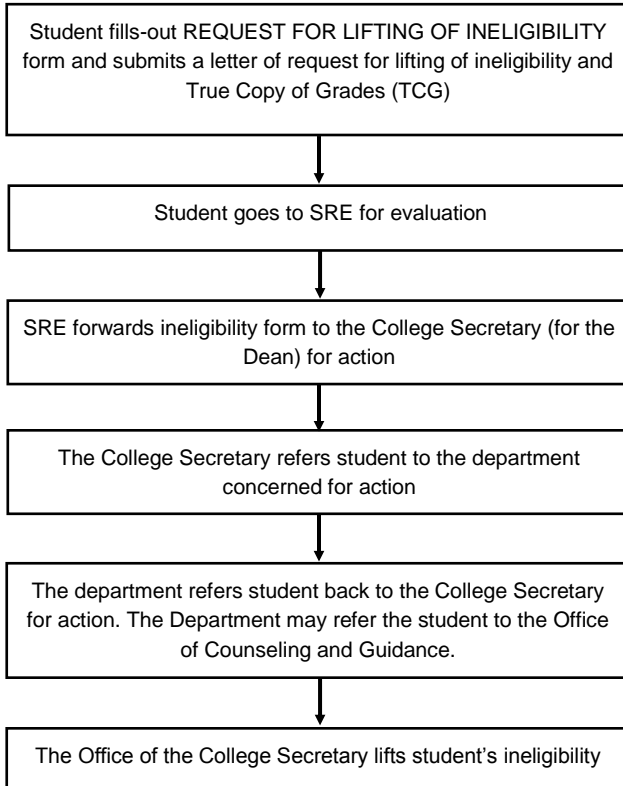 Student fills-out REQUEST FOR LIFTING OF INELIGIBILITY
form and submits a letter of request for lifting of ineligibility and
True Copy of Grades (TCG)
Student goes to SRE for evaluation
SRE forwards ineligibility form to the College Secretary (for the
Dean) for action
The College Secretary refers student to the department
concerned for action
The department refers student back to the College Secretary
for action. The Department may refer the student to the Office
of Counseling and Guidance.
The Office of the College Secretary lifts student’s ineligibility